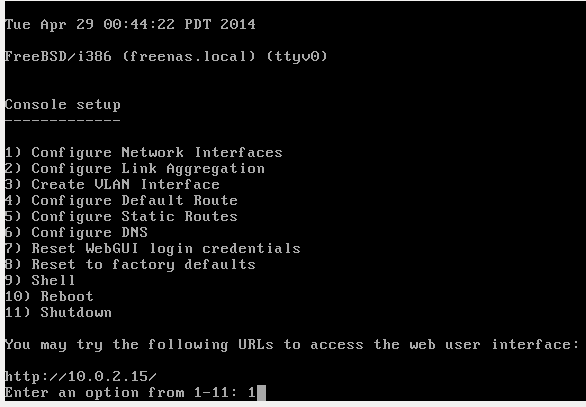 Tue Apr 29 00:44:22 PDT 2014
FreeBSD/i386 (freenas.local) (ttyv0)
Console setup
-------------
1) Configure Network Interfaces
2) Configure Link Aggregation
3) Create VLAN Interface
4) Configure Default Route
5) Configure Static Routes
6) Configure DNS
7) Reset WebGUI login credentials
8) Reset to factory defaults
9) Shell
10) Reboot
11) Shutdown
You may try the following URLs to access the web user interface:
http://10.0.2.15/
Enter an option from 1-11: 1